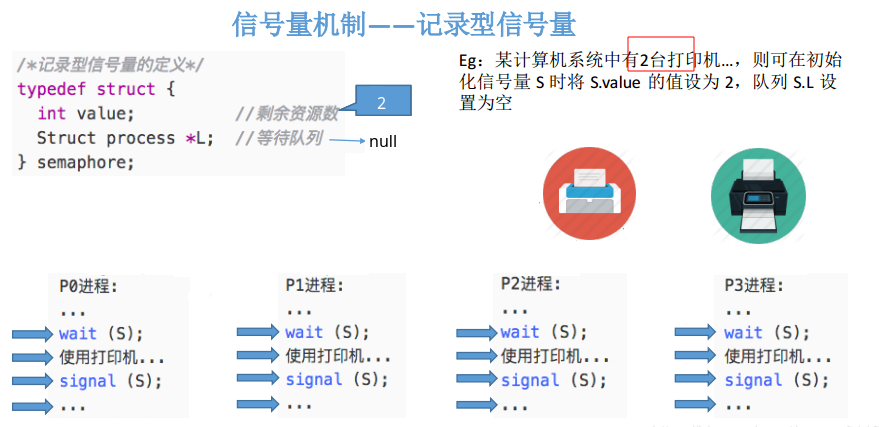 信号量机制——记录型信号量
/*记录型信号量的定义*/
typedef struct {
int value; //剩余资源数
Struct process *L; //等待队列
} semaphore;
2
null
Eg：某计算机系统中有2台打印机…，则可在初始
化信号量 S 时将 S.value 的值设为 2，队列 S.L 设
置为空
P0进程:
...
wait (S);
使用打印机...
signal (S);
...
P1进程:
...
wait (S);
使用打印机...
signal (S);
...
P2进程:
...
wait (S);
使用打印机...
signal (S);
...
P3进程:
...
wait (S);
使用打印机...
signal (S);
...